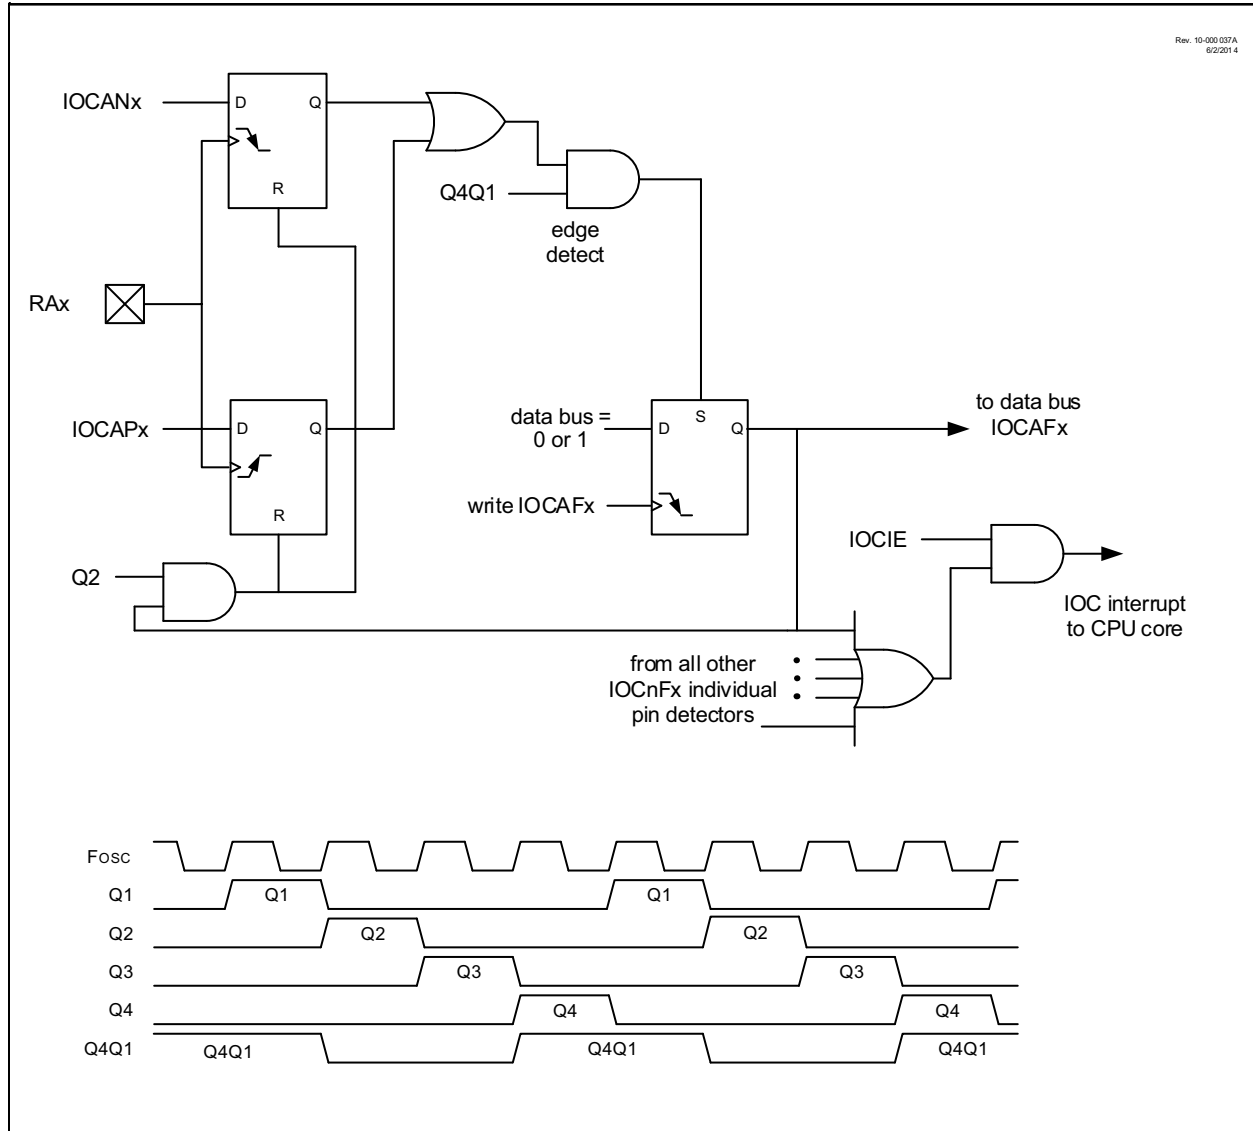 Rev. 10-000037A
6/2/2014
IOCANx
D
Q
R
Q4Q1
edge
detect
RAx
IOCAPx
D
Q
R
Q2
data bus =
0 or 1
S
D
Q
write IOCAFx
to data bus
IOCAFx
IOCIE
IOC interrupt
to CPU core
from all other
IOCnFx individual
pin detectors
FOSC
Q1
Q1
Q1
Q2
Q2
Q2
Q3
Q3
Q3
Q4
Q4
Q4
Q4Q1
Q4Q1
Q4Q1
Q4Q1